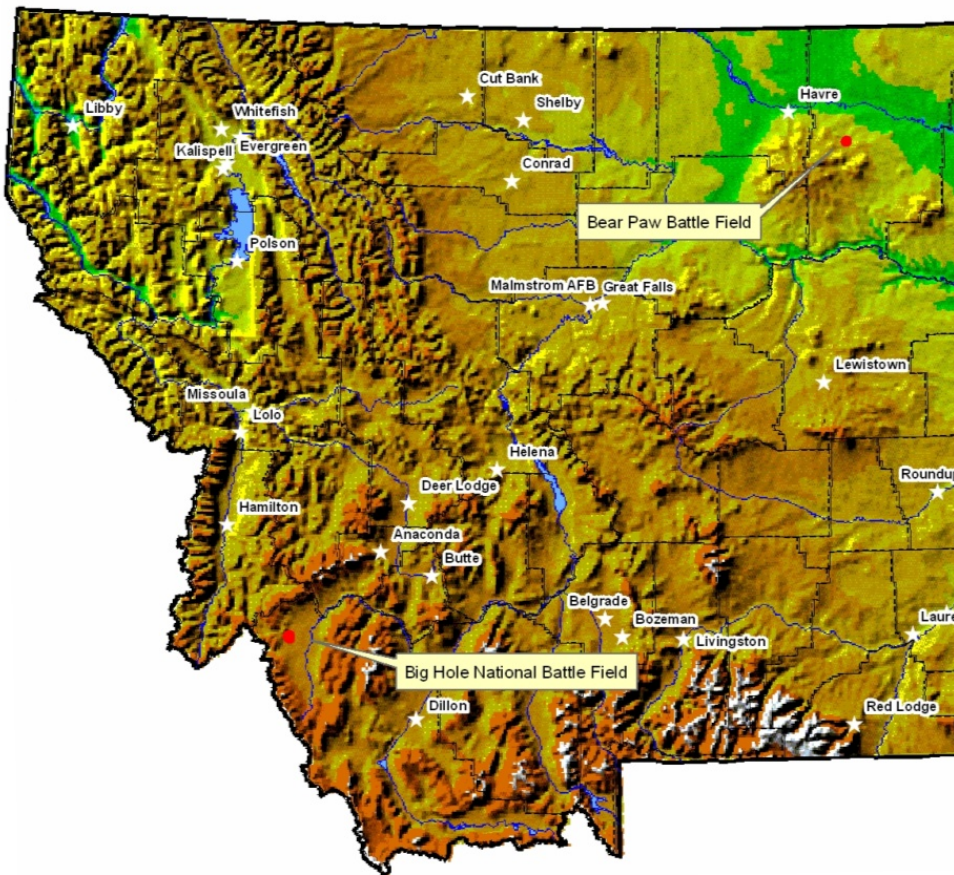 Cut Bank
Shelby
Havre
Libby
Whitefish
Evergreen
Kalispell
Conrad
Bear Paw Battle Field
Polson
Malmstrom AFB
Great Falls
Lewistown
Missoula
Lolo
Helena
Roundup
Deer Lodge
Hamilton
Anaconda
Butte
Belgrade
Bozeman
Livingston
Laure
Big Hole National Battle Field
Dillon
Red Lodge